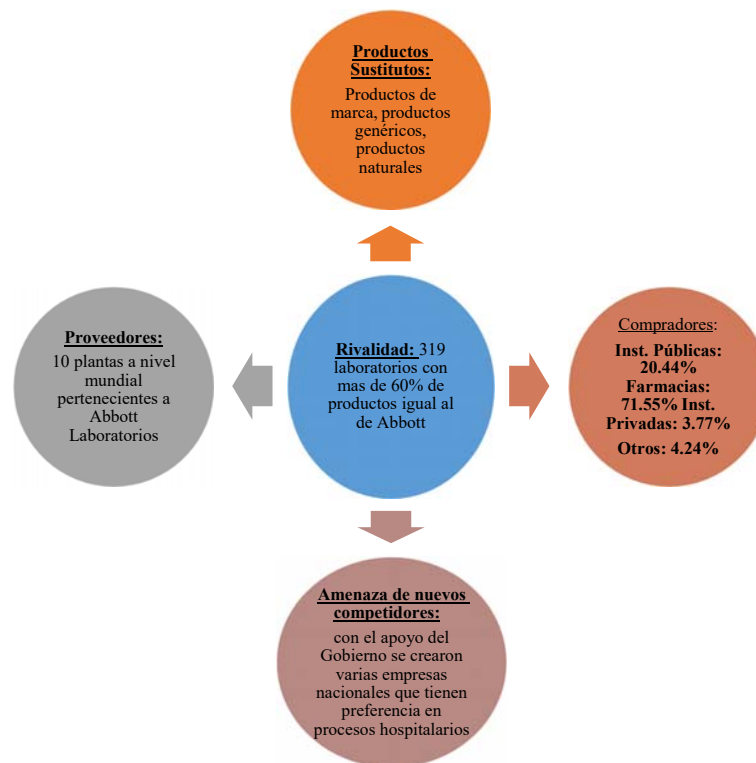 Productos
Sustitutos:
Productos de
marca, productos
genéricos,
productos
naturales
Proveedores:
10 plantas a nivel
mundial
pertenecientes a
Abbott
Laboratorios
Rivalidad: 319
laboratorios con
mas de 60% de
productos igual al
de Abbott
Compradores:
Inst. Públicas:
20.44%
Farmacias:
71.55% Inst.
Privadas: 3.77%
Otros: 4.24%
Amenaza de nuevos
competidores:
con el apoyo del
Gobierno se crearon
varias empresas
nacionales que tienen
preferencia en
procesos hospitalarios